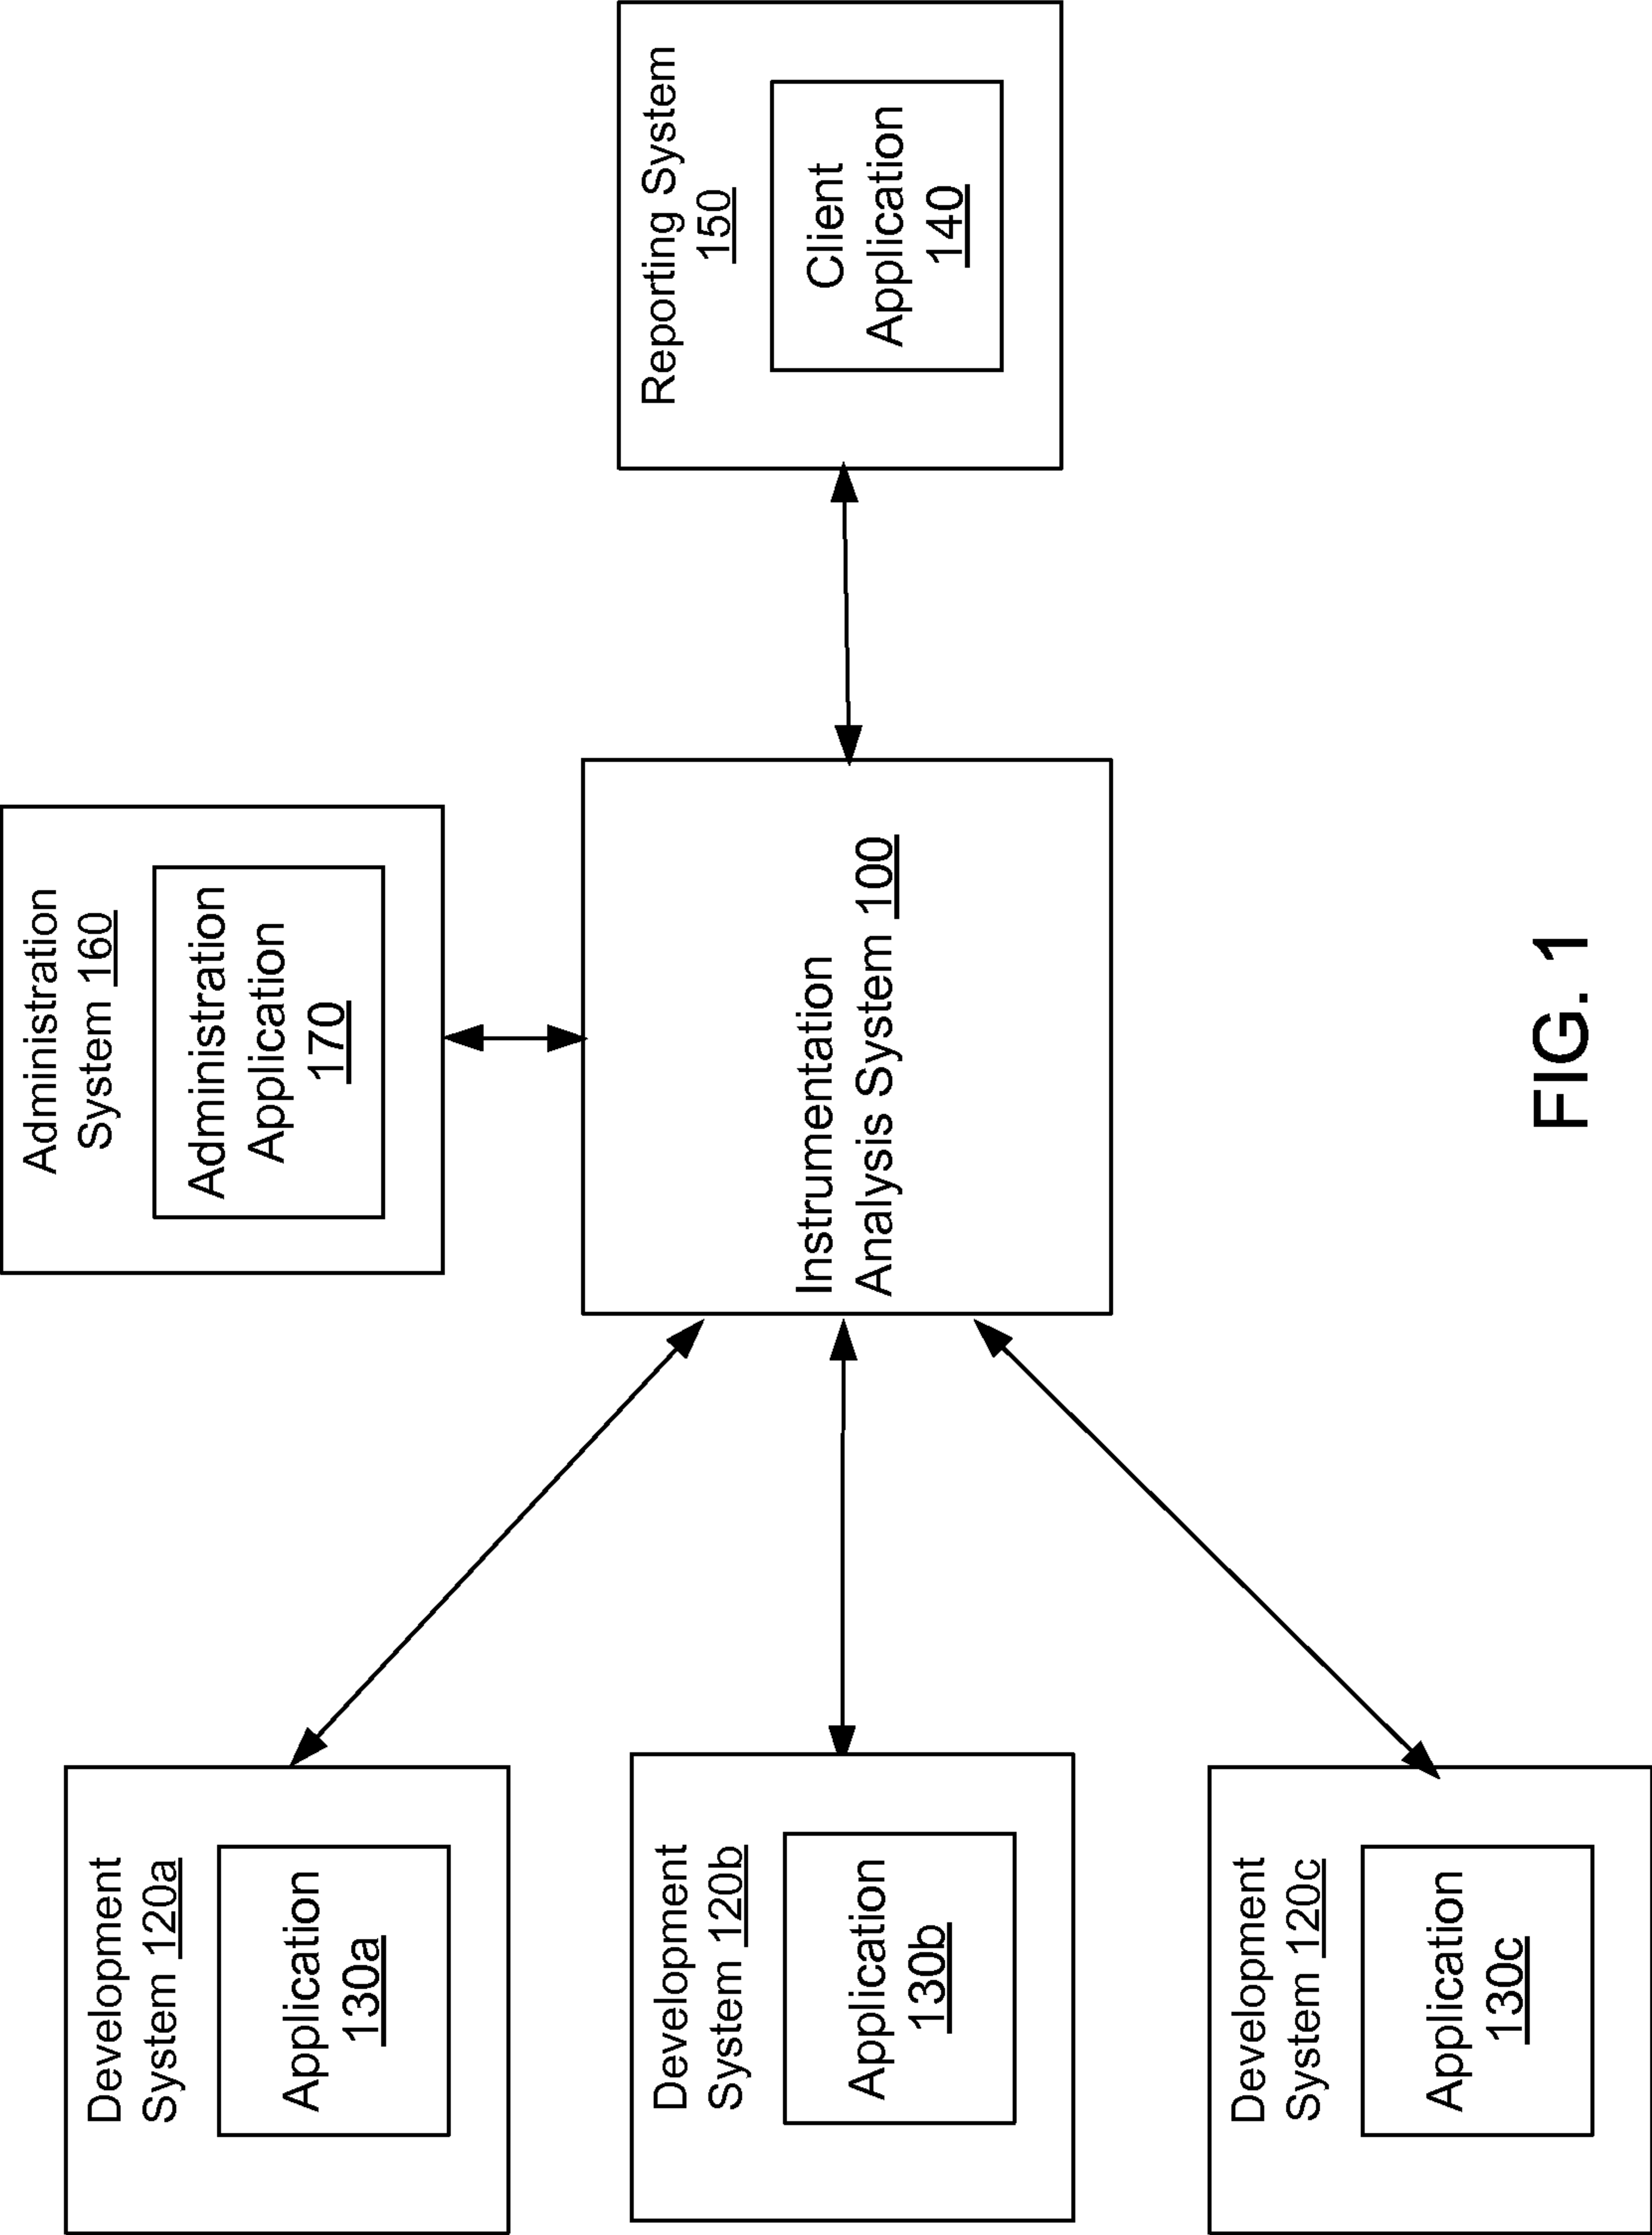 Administration
System 160
Administration
Application
170
Development
System 120a
Application
130a
Development
System 120b
Application
130b
Development
System 120c
Application
130c
Instrumentation
Analysis System 100
Reporting System
150
Client
Application
140
FIG. 1